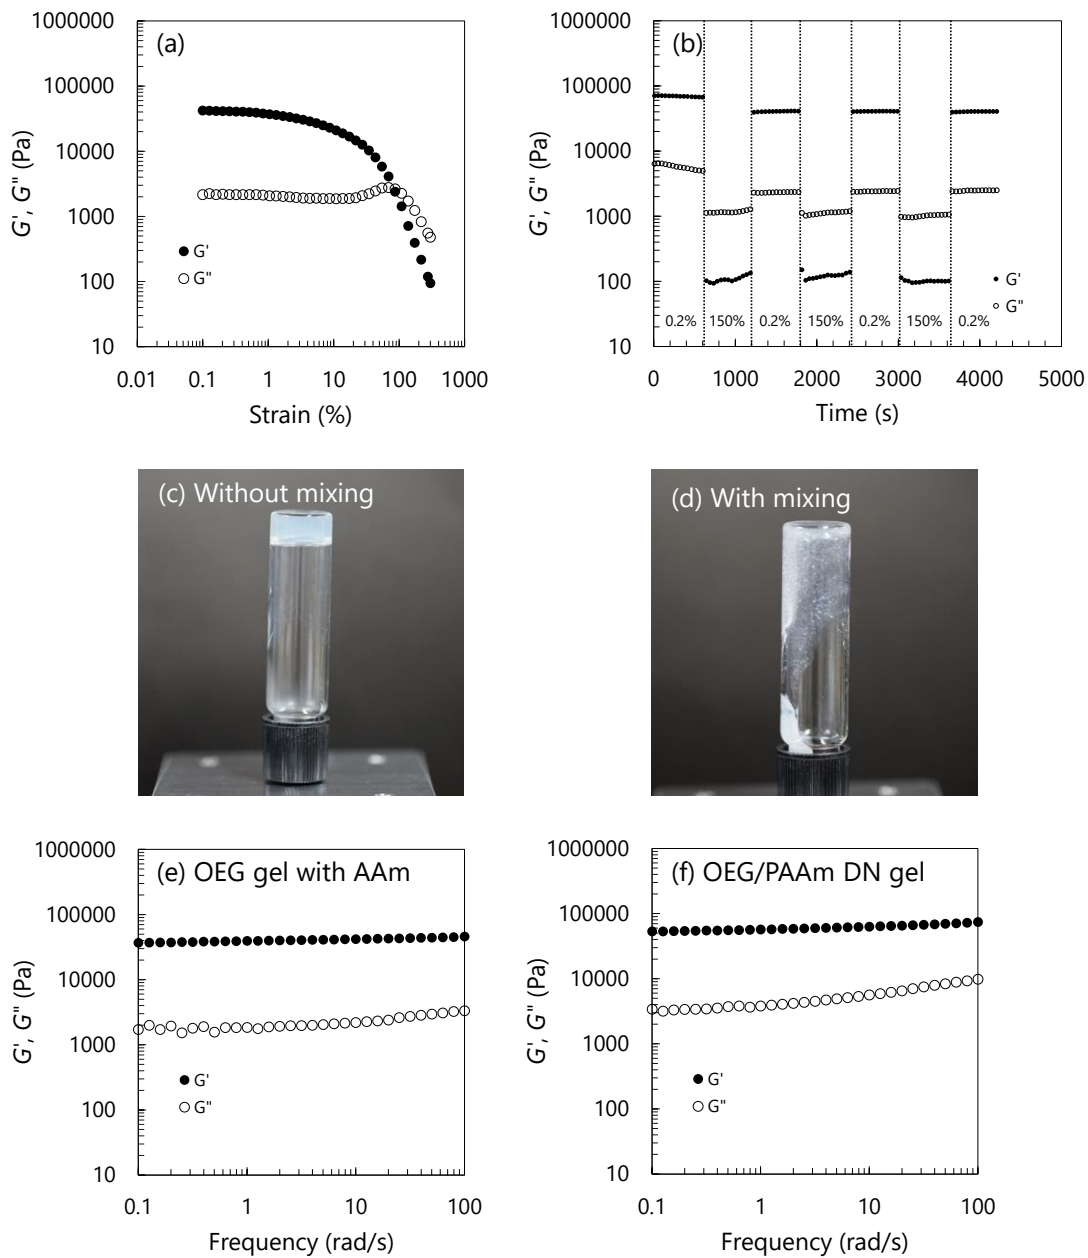 (a)
1000000
100000
10000
1000
100
10
G', G" (Pa)
G'
G"
0.01 0.1 1 10 100 1000
Strain (%)
(b)
1000000
100000
10000
1000
100
10
G', G" (Pa)
G'
G"
0.2% 150% 0.2% 150% 0.2% 150% 0.2%
0 1000 2000 3000 4000 5000
Time (s)
(c) Without mixing
(d) With mixing
(e) OEG gel with AAm
1000000
100000
10000
1000
100
10
G', G" (Pa)
G'
G"
0.1 1 10 100
Frequency (rad/s)
(f) OEG/PAAm DN gel
1000000
100000
10000
1000
100
10
G', G" (Pa)
G'
G"
0.1 1 10 100
Frequency (rad/s)